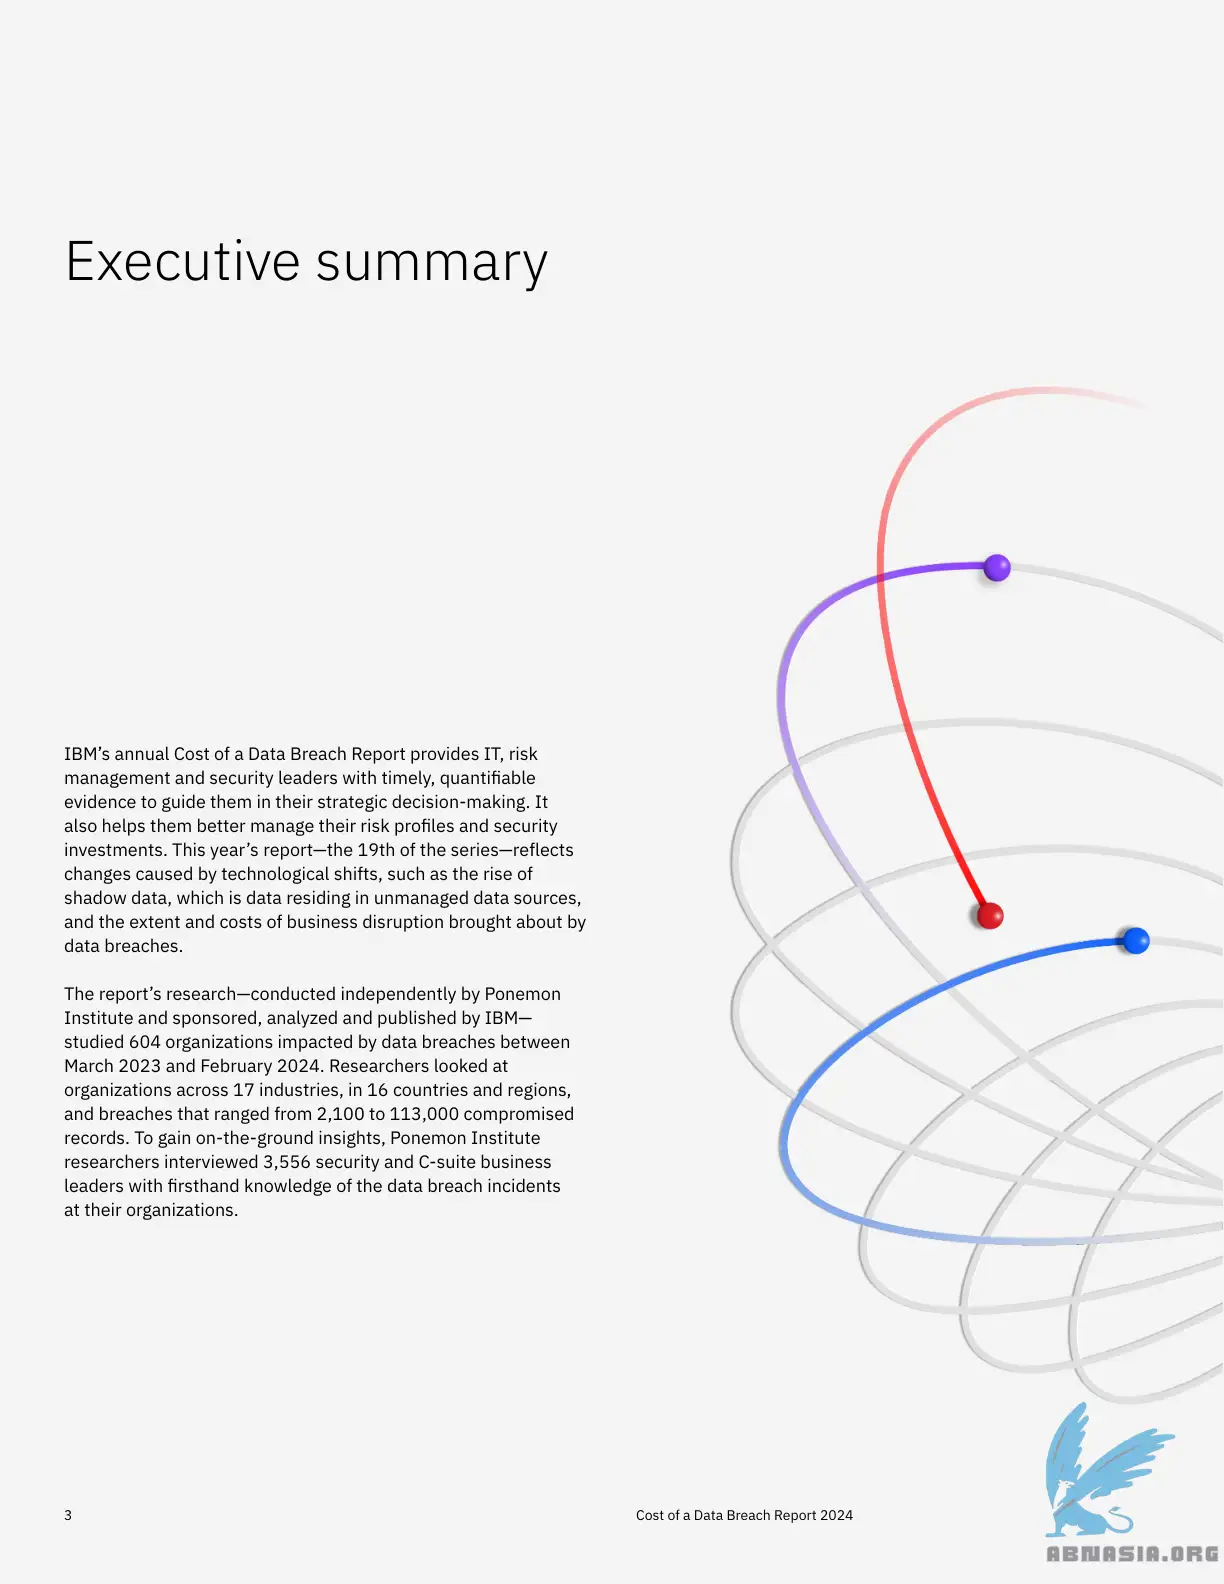 Executive summary
IBM’s annual Cost of a Data Breach Report provides IT, risk
management and security leaders with timely, quantifiable
evidence to guide them in their strategic decision-making. It
also helps them better manage their risk profiles and security
investments. This year’s report—the 19th of the series—reflects
changes caused by technological shifts, such as the rise of
shadow data, which is data residing in unmanaged data sources,
and the extent and costs of business disruption brought about by
data breaches.
The report’s research—conducted independently by Ponemon
Institute and sponsored, analyzed and published by IBM—
studied 604 organizations impacted by data breaches between
March 2023 and February 2024. Researchers looked at
organizations across 17 industries, in 16 countries and regions,
and breaches that ranged from 2,100 to 113,000 compromised
records. To gain on-the-ground insights, Ponemon Institute
researchers interviewed 3,556 security and C-suite business
leaders with firsthand knowledge of the data breach incidents
at their organizations.
3
Cost of a Data Breach Report 2024
ABNASIA.ORG